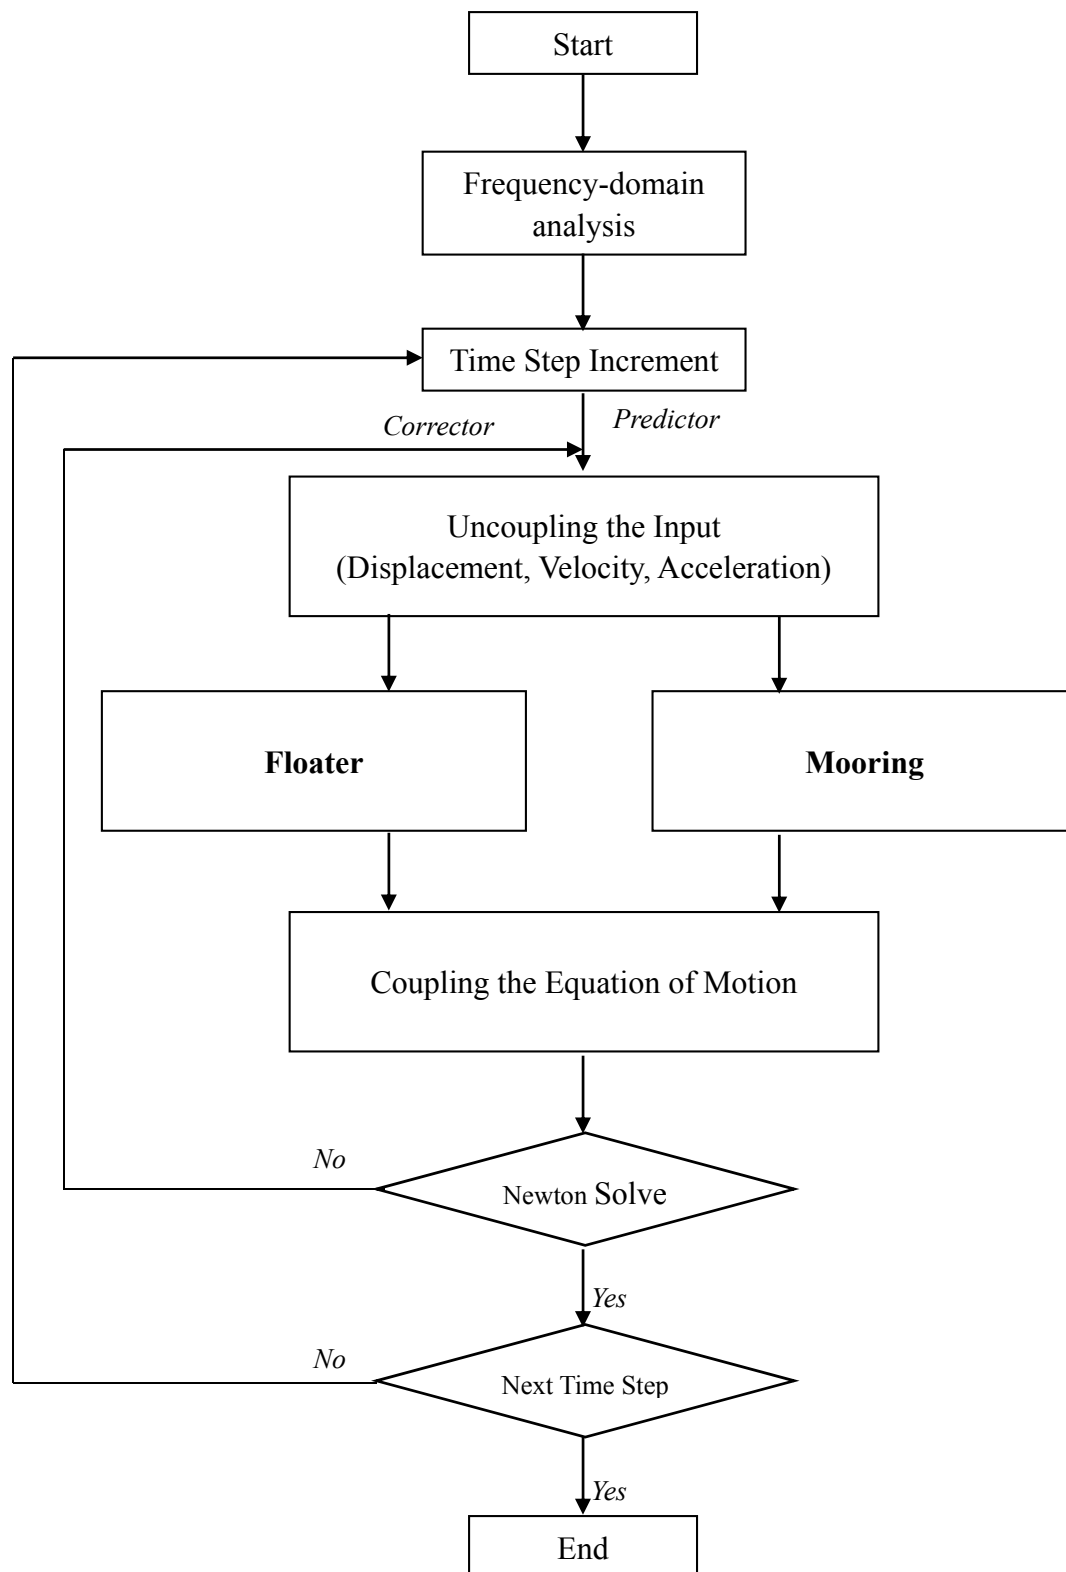 Start
Frequency-domain
analysis
Time Step Increment
Corrector
Predictor
Uncoupling the Input
(Displacement, Velocity, Acceleration)
Floater
Mooring
Coupling the Equation of Motion
No
Newton Solve
Yes
No
Next Time Step
Yes
End